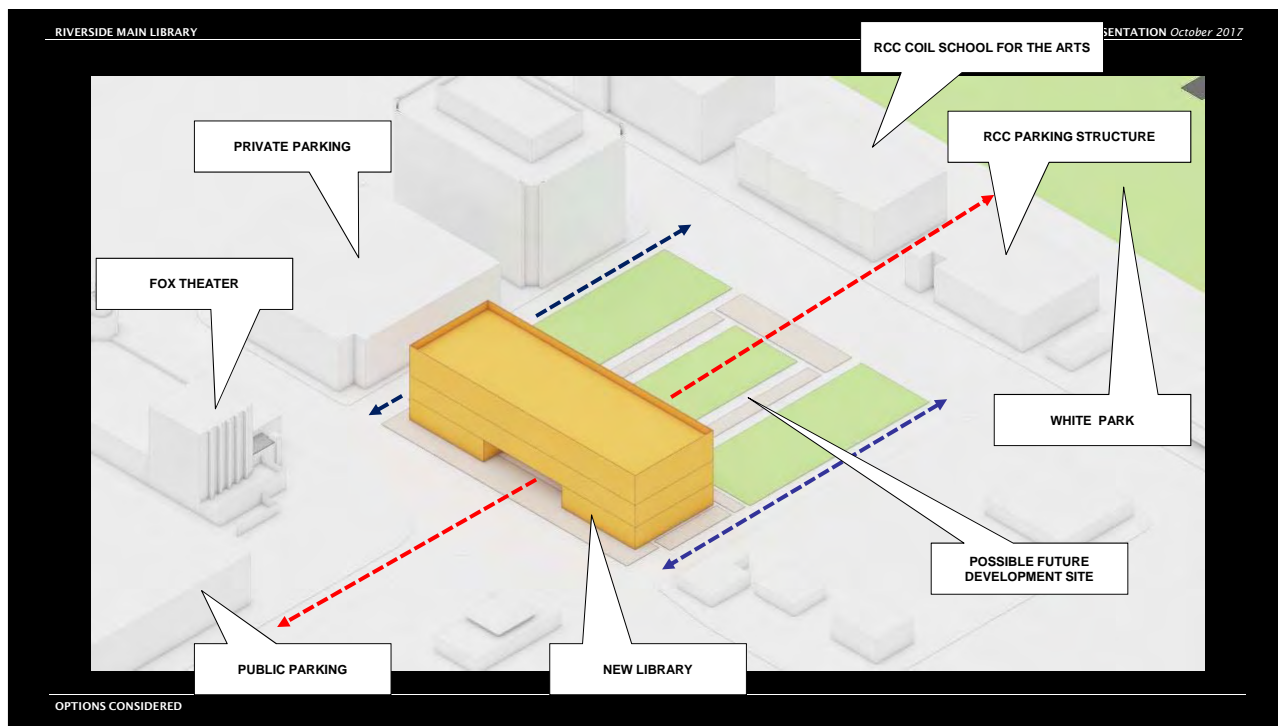 RIVERSIDE MAIN LIBRARY
SENTATION October 2017
RCC COIL SCHOOL FOR THE ARTS
PRIVATE PARKING
RCC PARKING STRUCTURE
FOX THEATER
WHITE PARK
POSSIBLE FUTURE
DEVELOPMENT SITE
PUBLIC PARKING
NEW LIBRARY
OPTIONS CONSIDERED